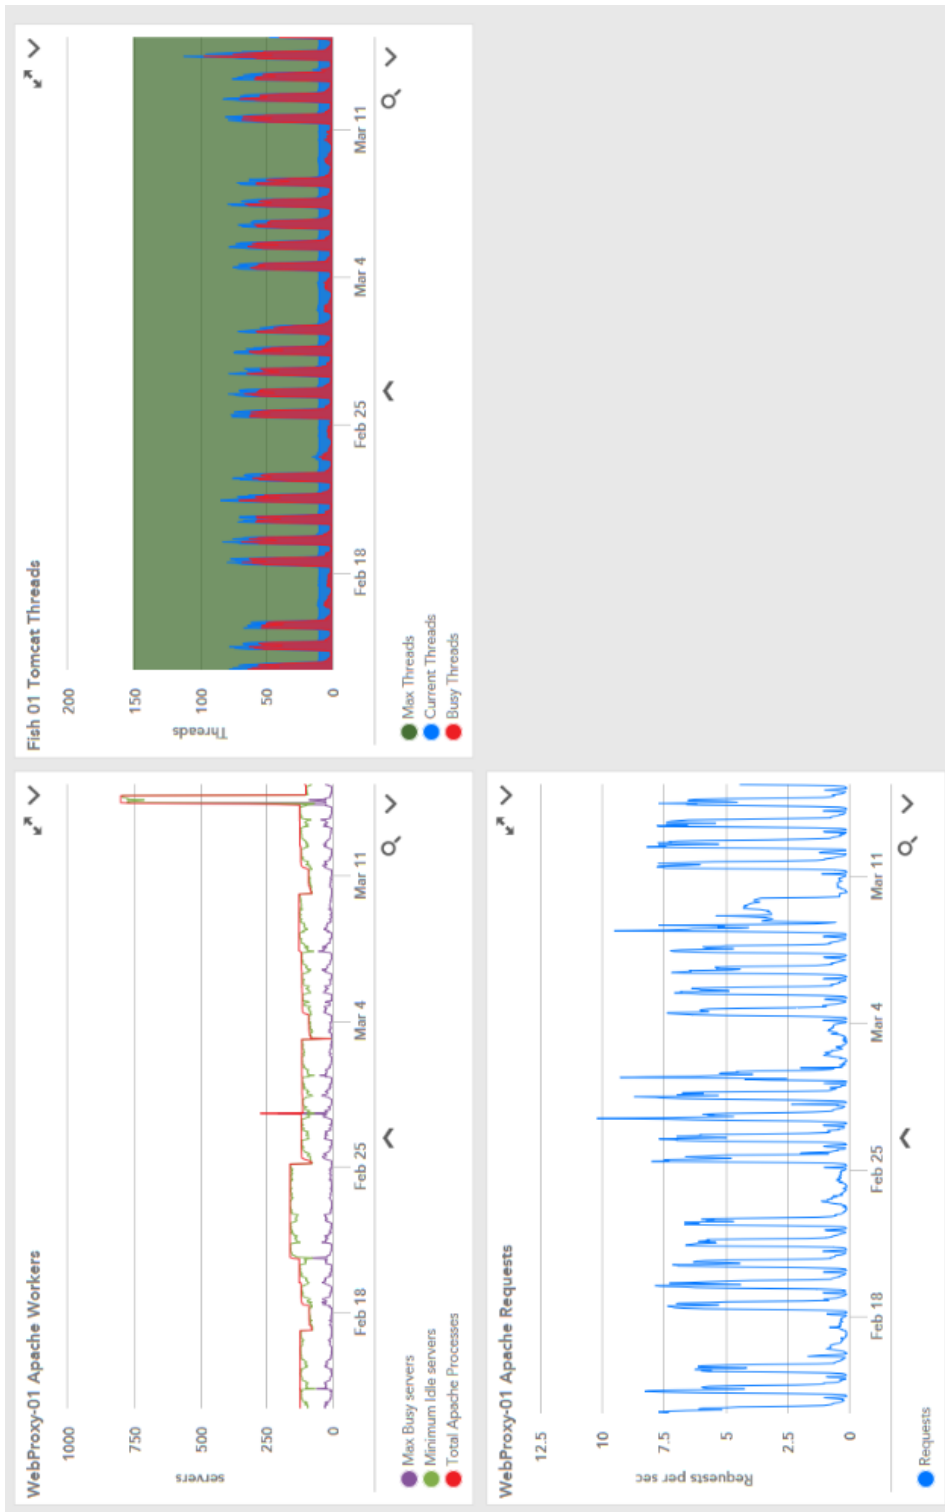 WebProxy-01 Apache Workers
1000
750
500
250
0
servers
Feb 18
Feb 25
Mar 4
Mar 11
Max Busy servers
Minimum Idle servers
Total Apache Processes
Fish 01 Tomcat Threads
200
150
100
50
0
Threads
Feb 18
Feb 25
Mar 4
Mar 11
Max Threads
Current Threads
Busy Threads
WebProxy-01 Apache Requests
12.5
10
7.5
5
2.5
0
Requests per sec
Feb 18
Feb 25
Mar 4
Mar 11
Requests